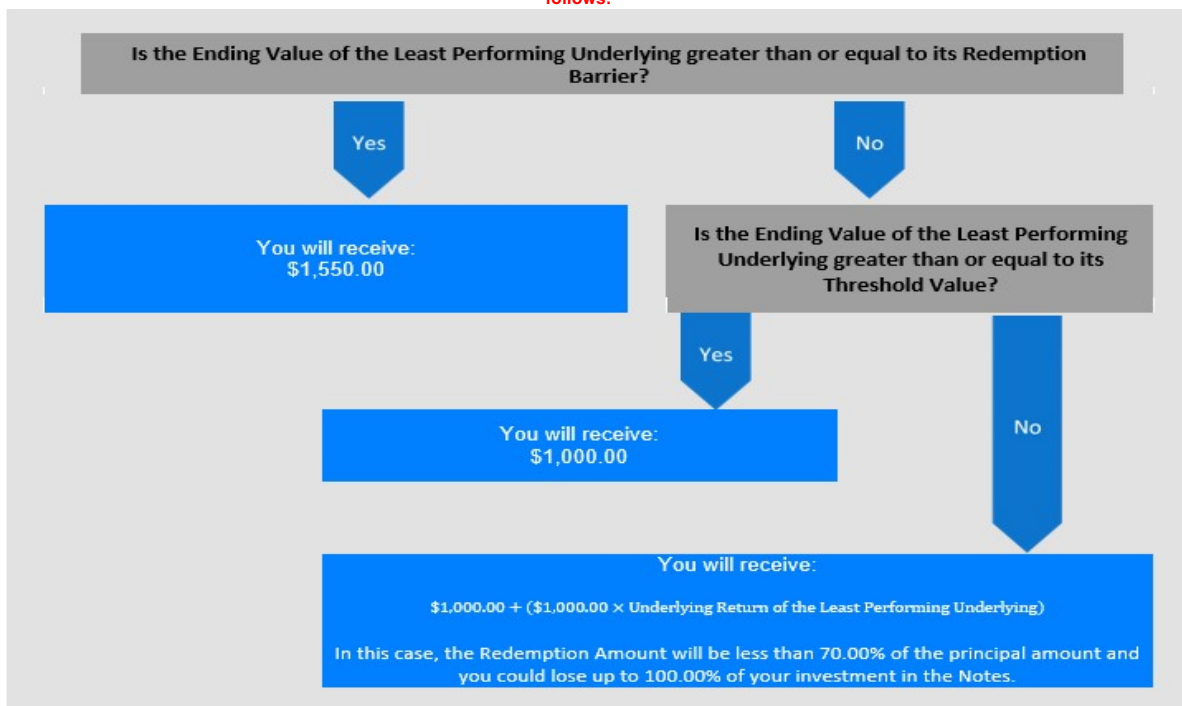 follows:
Is the Ending Value of the Least Performing Underlying greater than or equal to its Redemption
Barrier?
Yes
No
You will receive:
$1,550.00
Is the Ending Value of the Least Performing
Underlying greater than or equal to its
Threshold Value?
Yes
No
You will receive:
$1,000.00
You will receive:
$1,000.00 + ($1,000.00 × Underlying Return of the Least Performing Underlying)
In this case, the Redemption Amount will be less than 70.00% of the principal amount and
you could lose up to 100.00% of your investment in the Notes.